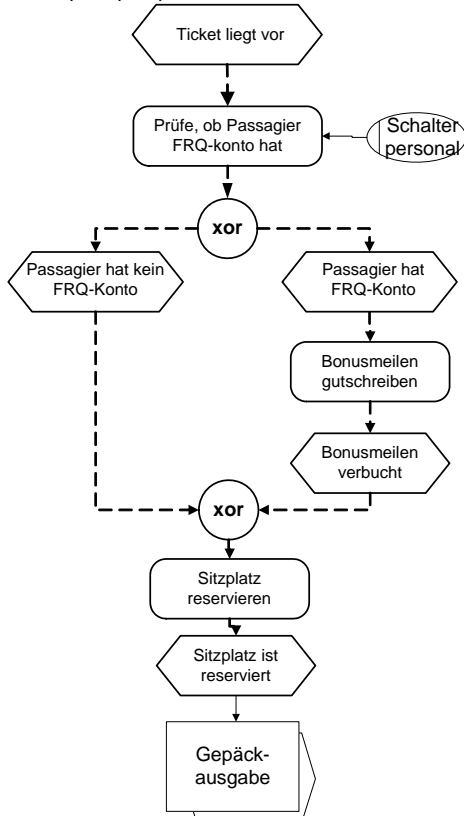 Ticket liegt vor
Prüfe, ob Passagier
FRQ-konto hat
Schalter
personal
xor
Passagier hat kein
FRQ-Konto
Passagier hat
FRQ-Konto
Bonusmeilen
gutschreiben
Bonusmeilen
verbucht
xor
Sitzplatz
reservieren
Sitzplatz ist
reserviert
Gepäck-
ausgabe